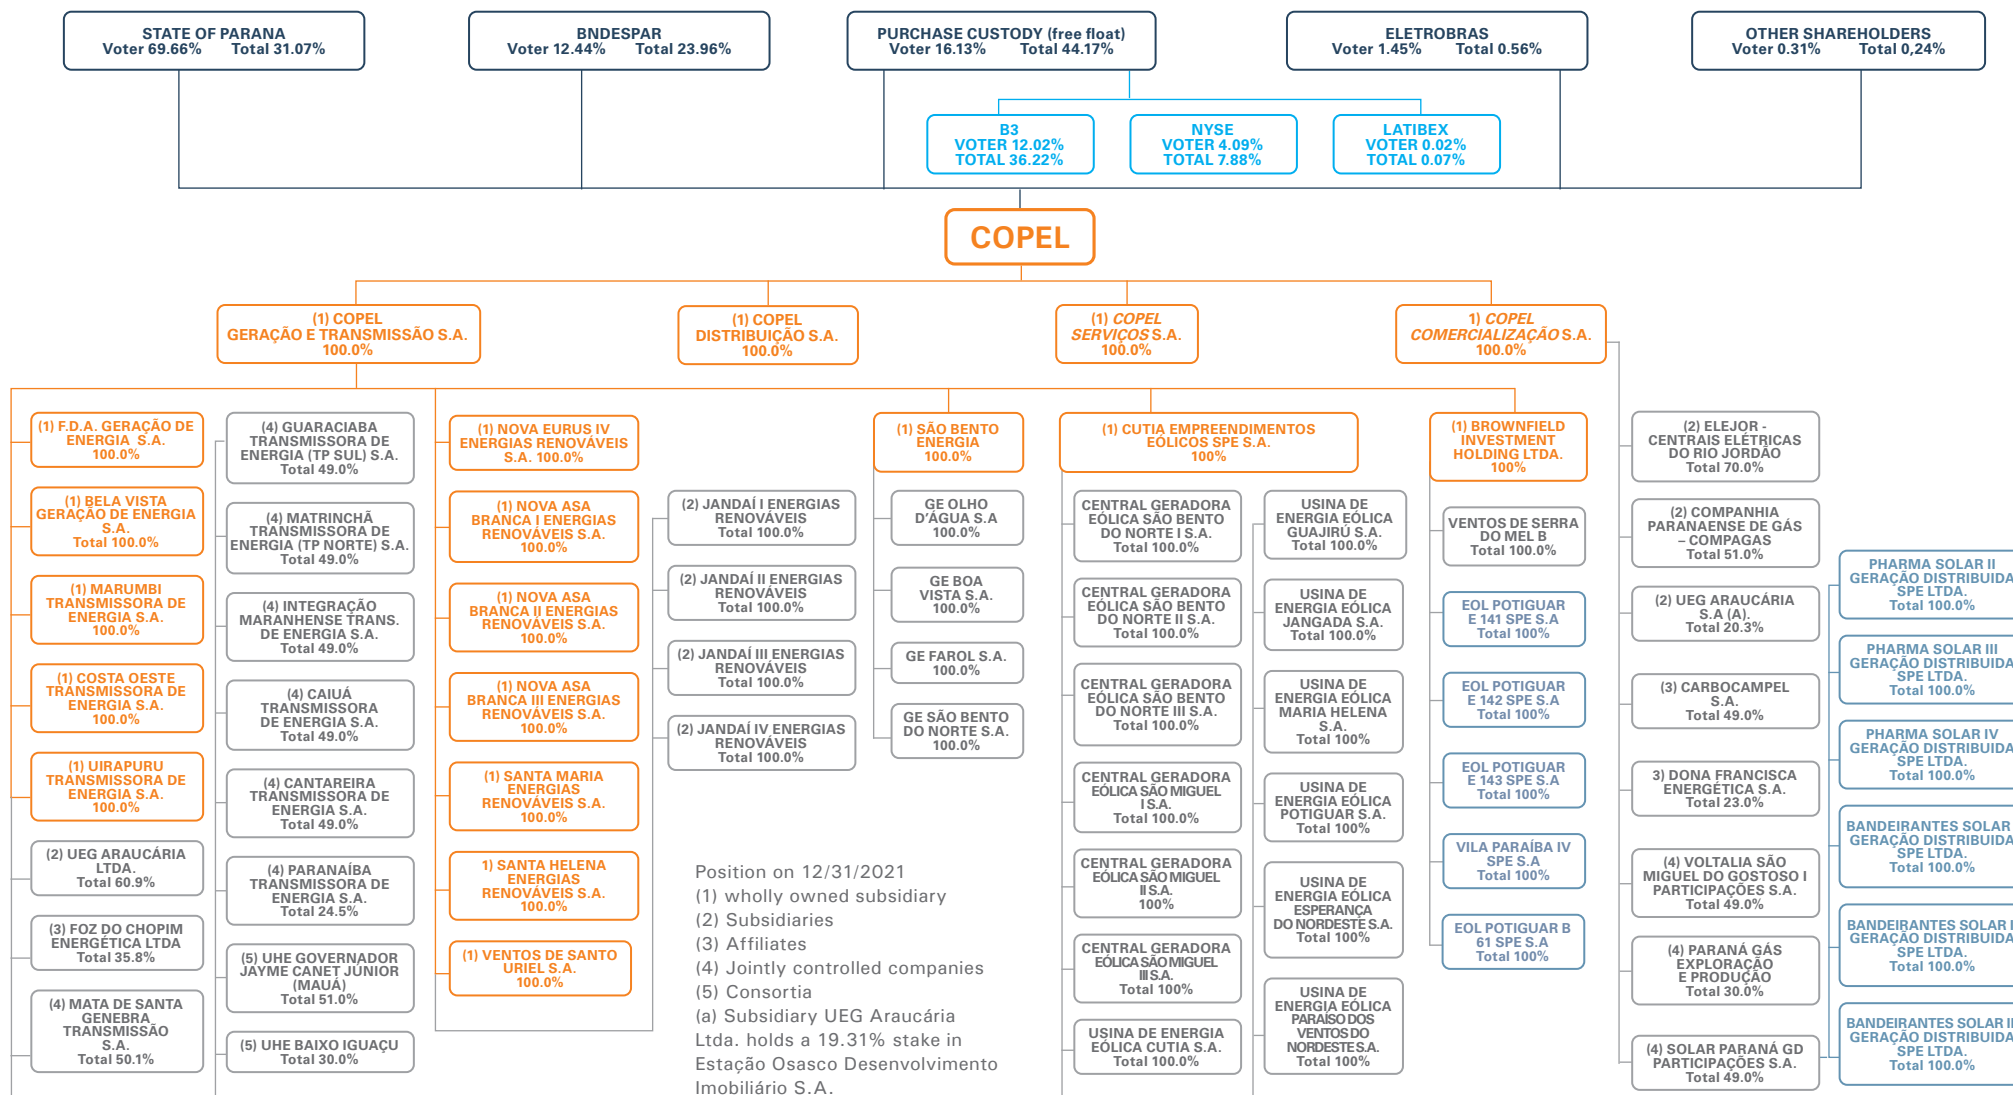 STATE OF PARANA
Voter 69.66% Total 31.07%
BNDESPAR
Voter 12.44% Total 23.96%
PURCHASE CUSTODY (free float)
Voter 16.13% Total 44.17%
ELETROBRAS
Voter 1.45% Total 0.56%
OTHER SHAREHOLDERS
Voter 0.31% Total 0,24%
B3
VOTER 12.02%
TOTAL 36.22%
NYSE
VOTER 4.09%
TOTAL 7.88%
LATIBEX
VOTER 0.02%
TOTAL 0.07%
COPEL
(1) COPEL
GERAÇÃO E TRANSMISSÃO S.A.
100.0%
(1) COPEL
DISTRIBUIÇÃO S.A.
100.0%
(1) COPEL
SERVIÇOS S.A.
100.0%
1) COPEL
COMERCIALIZAÇÃO S.A.
100.0%
(1) F.D.A. GERAÇÃO DE
ENERGIA S.A.
100.0%
(1) BELA VISTA
GERAÇÃO DE ENERGIA
S.A.
Total 100.0%
(1) MARUMBI
TRANSMISSORA DE
ENERGIA S.A.
100.0%
(1) COSTA OESTE
TRANSMISSORA DE
ENERGIA S.A.
100.0%
(1) UIRAPURU
TRANSMISSORA DE
ENERGIA S.A.
100.0%
(2) UEG ARAUCÁRIA
LTDA.
Total 60.9%
(3) FOZ DO CHOPIM
ENERGÉTICA LTDA
Total 35.8%
(4) MATA DE SANTA
GENEBRA
TRANSMISSÃO
S.A.
Total 50.1%
(4) GUARACIABA
TRANSMISSORA DE
ENERGIA (TP SUL) S.A.
Total 49.0%
(4) MATRINCHÃ
TRANSMISSORA DE
ENERGIA (TP NORTE) S.A.
Total 49.0%
(4) INTEGRAÇÃO
MARANHENSE TRANS.
DE ENERGIA S.A.
Total 49.0%
(4) CAIUÁ
TRANSMISSORA
DE ENERGIA S.A.
Total 49.0%
(4) CANTAREIRA
TRANSMISSORA DE
ENERGIA S.A.
Total 49.0%
(4) PARANAÍBA
TRANSMISSORA DE
ENERGIA S.A.
Total 24.5%
(5) UHE GOVERNADOR
JAYME CANET JÚNIOR
(MAUÁ)
Total 51.0%
(5) UHE BAIXO IGUAÇU
Total 30.0%
(1) NOVA EURUS IV
ENERGIAS RENOVÁVEIS
S.A. 100.0%
(1) NOVA ASA
BRANCA I ENERGIAS
RENOVÁVEIS S.A.
100.0%
(1) NOVA ASA
BRANCA II ENERGIAS
RENOVÁVEIS S.A.
100.0%
(1) NOVA ASA
BRANCA III ENERGIAS
RENOVÁVEIS S.A.
100.0%
(1) SANTA MARIA
ENERGIAS
RENOVÁVEIS S.A.
100.0%
1) SANTA HELENA
ENERGIAS
RENOVÁVEIS S.A.
100.0%
(1) VENTOS DE SANTO
URIEL S.A.
100.0%
(2) JANDAÍ I ENERGIAS
RENOVÁVEIS
Total 100.0%
(2) JANDAÍ II ENERGIAS
RENOVÁVEIS
Total 100.0%
(2) JANDAÍ III ENERGIAS
RENOVÁVEIS
Total 100.0%
(2) JANDAÍ IV ENERGIAS
RENOVÁVEIS
Total 100.0%
(1) SÃO BENTO
ENERGIA
100.0%
GE OLHO
D'ÁGUA S.A
100.0%
GE BOA
VISTA S.A.
100.0%
GE FAROL S.A.
100.0%
GE SÃO BENTO
DO NORTE S.A.
100.0%
Position on 12/31/2021
(1) wholly owned subsidiary
(2) Subsidiaries
(3) Affiliates
(4) Jointly controlled companies
(5) Consortia
(a) Subsidiary UEG Araucária
Ltda. holds a 19.31% stake in
Estação Osasco Desenvolvimento
Imobiliário S.A.
(1) CUTIA EMPREENDIMENTOS
EÓLICOS SPE S.A.
100%
CENTRAL GERADORA
EÓLICA SÃO BENTO
DO NORTE I S.A.
Total 100.0%
CENTRAL GERADORA
EÓLICA SÃO BENTO
DO NORTE II S.A.
Total 100.0%
CENTRAL GERADORA
EÓLICA SÃO BENTO
DO NORTE III S.A.
Total 100.0%
CENTRAL GERADORA
EÓLICA SÃO MIGUEL
I S.A.
Total 100.0%
CENTRAL GERADORA
EÓLICA SÃO MIGUEL
II S.A.
100%
CENTRAL GERADORA
EÓLICA SÃO MIGUEL
III S.A.
Total 100%
USINA DE ENERGIA
EÓLICA CUTIA S.A.
Total 100.0%
USINA DE
ENERGIA EÓLICA
GUAJIRÚ S.A.
Total 100.0%
USINA DE
ENERGIA EÓLICA
JANGADA S.A.
Total 100.0%
USINA DE
ENERGIA EÓLICA
MARIA HELENA
S.A.
Total 100%
USINA DE
ENERGIA EÓLICA
POTIGUAR S.A.
Total 100%
USINA DE
ENERGIA EÓLICA
ESPERANÇA
DO NORDESTE S.A.
Total 100%
USINA DE
ENERGIA EÓLICA
PARAÍSO DOS
VENTOS DO
NORDESTE S.A.
Total 100%
(1) BROWNFIELD
INVESTMENT
HOLDING LTDA.
100%
VENTOS DE SERRA
DO MEL B
Total 100.0%
EOL POTIGUAR
E 141 SPE S.A
Total 100%
EOL POTIGUAR
E 142 SPE S.A
Total 100%
EOL POTIGUAR
E 143 SPE S.A
Total 100%
VILA PARAÍBA IV
SPE S.A
Total 100%
EOL POTIGUAR B
61 SPE S.A
Total 100%
(2) ELEJOR -
CENTRAIS ELÉTRICAS
DO RIO JORDÃO
Total 70.0%
(2) COMPANHIA
PARANAENSE DE GÁS
– COMPAGAS
Total 51.0%
(2) UEG ARAUCÁRIA
S.A (A).
Total 20.3%
(3) CARBOCAMPEL
S.A.
Total 49.0%
3) DONA FRANCISCA
ENERGÉTICA S.A.
Total 23.0%
(4) VOLTALIA SÃO
MIGUEL DO GOSTOSO I
PARTICIPAÇÕES S.A.
Total 49.0%
(4) PARANÁ GÁS
EXPLORAÇÃO
E PRODUÇÃO
Total 30.0%
(4) SOLAR PARANÁ GD
PARTICIPAÇÕES S.A.
Total 49.0%
PHARMA SOLAR II
GERAÇÃO DISTRIBUIDA
SPE LTDA.
Total 100.0%
PHARMA SOLAR III
GERAÇÃO DISTRIBUIDA
SPE LTDA.
Total 100.0%
PHARMA SOLAR IV
GERAÇÃO DISTRIBUIDA
SPE LTDA.
Total 100.0%
BANDEIRANTES SOLAR
GERAÇÃO DISTRIBUIDA
SPE LTDA.
Total 100.0%
BANDEIRANTES SOLAR
GERAÇÃO DISTRIBUIDA
SPE LTDA.
Total 100.0%
BANDEIRANTES SOLAR
GERAÇÃO DISTRIBUIDA
SPE LTDA.
Total 100.0%